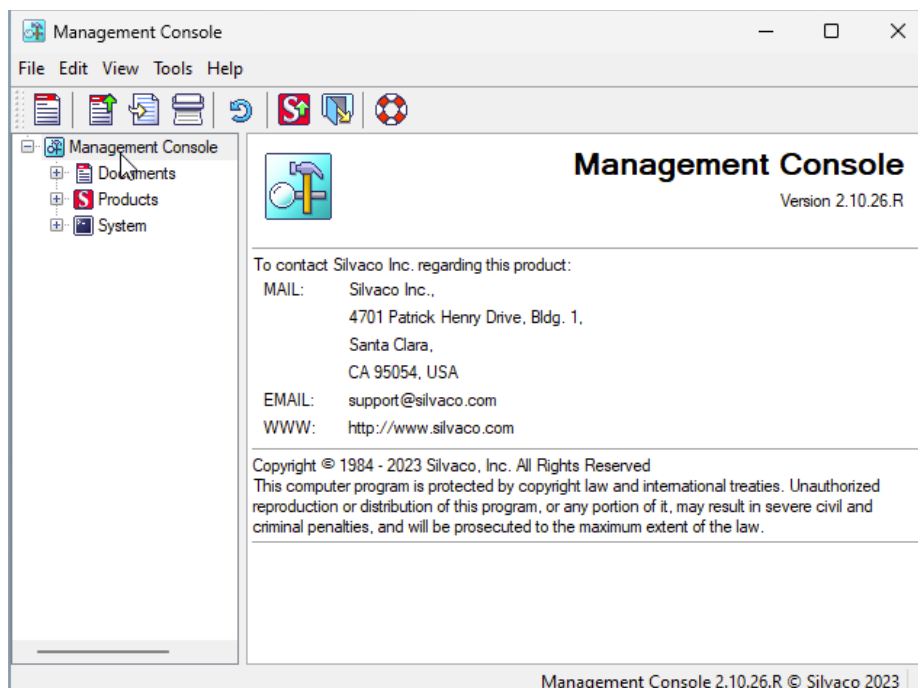 Management Console
File Edit View Tools Help
Management Console
Documents
Products
System
Management Console
Version 2.10.26.R
To contact Silvaco Inc. regarding this product:
MAIL: Silvaco Inc.,
4701 Patrick Henry Drive, Bldg. 1,
Santa Clara,
CA 95054, USA
EMAIL: support@silvaco.com
WWW: http://www.silvaco.com
Copyright © 1984 - 2023 Silvaco, Inc. All Rights Reserved
This computer program is protected by copyright law and international treaties. Unauthorized
reproduction or distribution of this program, or any portion of it, may result in severe civil and
criminal penalties, and will be prosecuted to the maximum extent of the law.
Management Console 2.10.26.R © Silvaco 2023